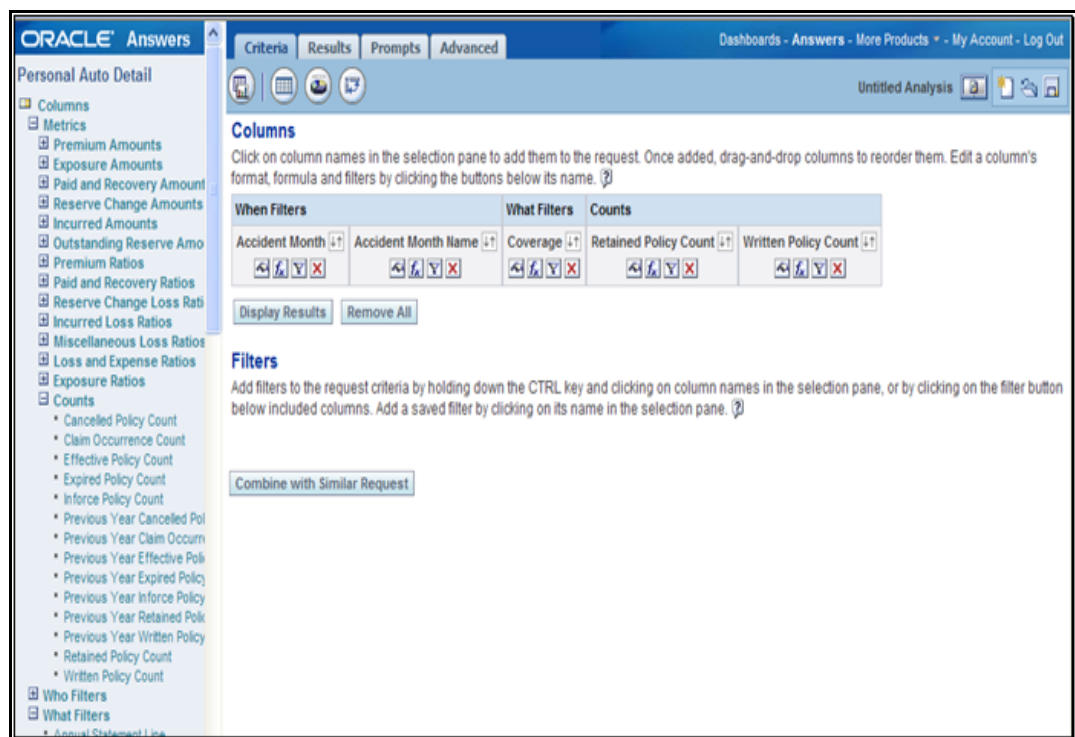 ORACLE Answers
Personal Auto Detail
Columns
Metrics
Premium Amounts
Exposure Amounts
Paid and Recovery Amount
Reserve Change Amounts
Incurred Amounts
Outstanding Reserve Amo
Premium Ratios
Paid and Recovery Ratios
Reserve Change Loss Rati
Incurred Loss Ratios
Miscellaneous Loss Ratios
Loss and Expense Ratios
Exposure Ratios
Counts
Cancelled Policy Count
Claim Occurrence Count
Effective Policy Count
Expired Policy Count
Inforce Policy Count
Previous Year Cancelled Pol
Previous Year Claim Occurr
Previous Year Effective Poli
Previous Year Expired Policy
Previous Year Inforce Policy
Previous Year Retained Polic
Previous Year Written Policy
Retained Policy Count
Written Policy Count
Who Filters
What Filters
Annual Statement Line
Criteria Results Prompts Advanced
Dashboards - Answers - More Products - My Account - Log Out
Untitled Analysis
Columns
Click on column names in the selection pane to add them to the request. Once added, drag-and-drop columns to reorder them. Edit a column's
format, formula and filters by clicking the buttons below its name.
When Filters What Filters Counts
Accident Month Accident Month Name Coverage Retained Policy Count Written Policy Count
Display Results Remove All
Filters
Add filters to the request criteria by holding down the CTRL key and clicking on column names in the selection pane, or by clicking on the filter button
below included columns. Add a saved filter by clicking on its name in the selection pane.
Combine with Similar Request